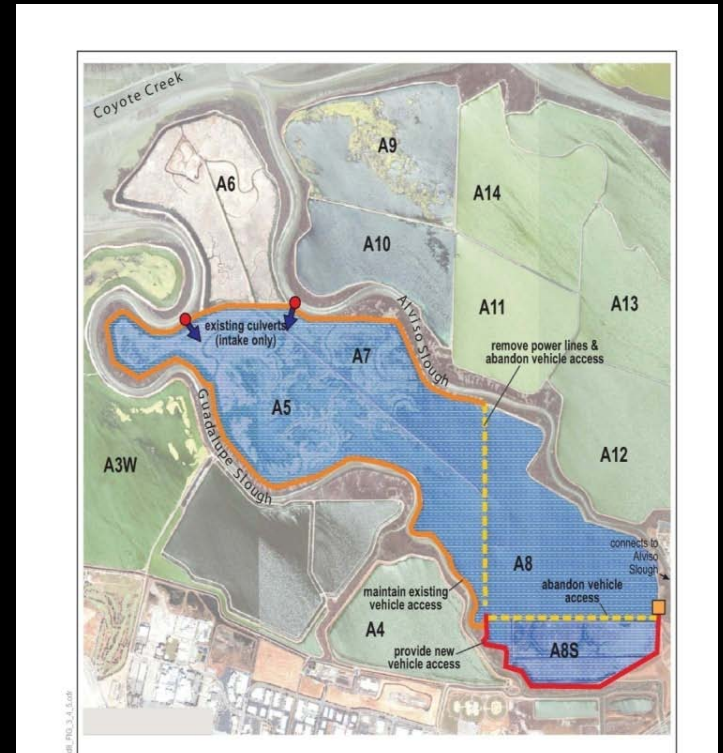 Coyote Creek
A9
A6
A14
A10
A13
A11
Alviso Slough
existing culverts
(intake only)
A7
remove power lines &
abandon vehicle access
A5
Guadalupe Slough
A3W
A12
connects to
Alviso
Slough
A8
abandon vehicle
access
maintain existing
vehicle access
A4
A8S
provide new
vehicle access